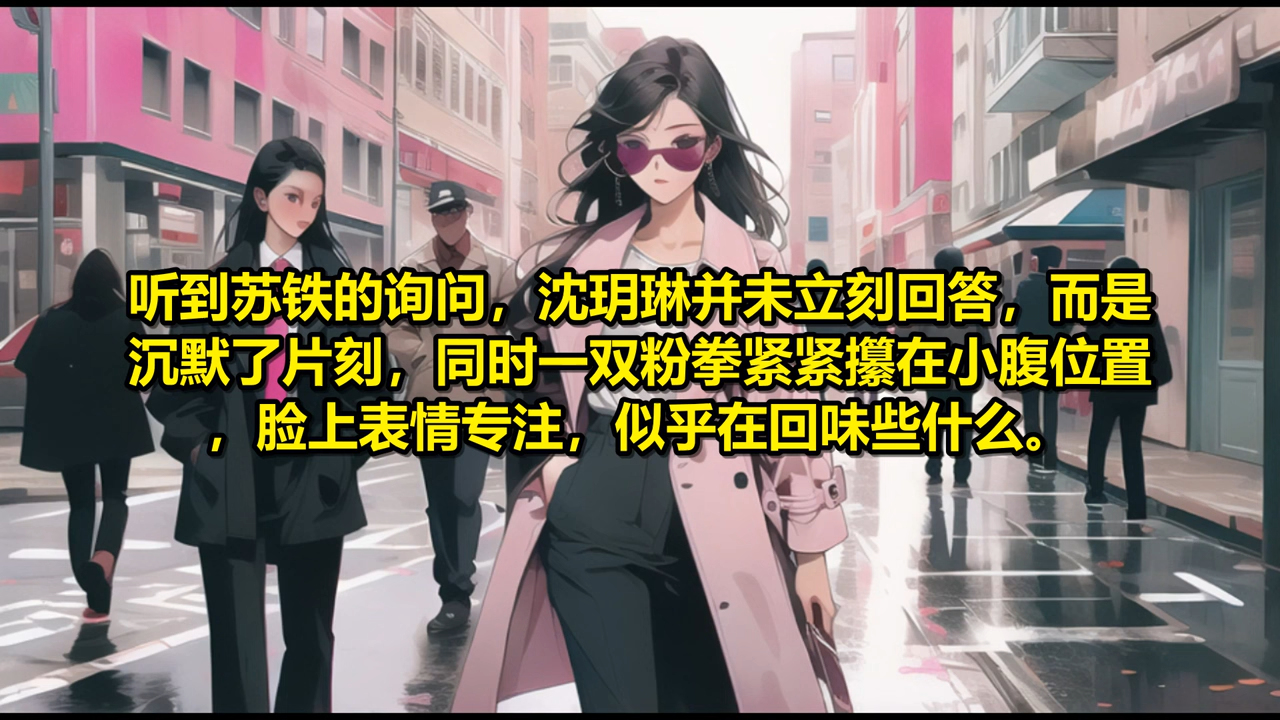 听到苏铁的询问，沈玥琳并未立刻回答，而是
沉默了片刻，同时一双粉拳紧紧攥在小腹位置
，脸上表情专注，似乎在回味些什么。